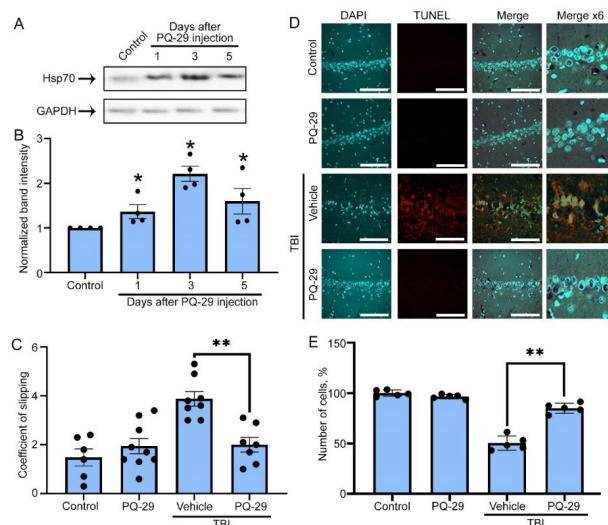 A
Control
Days after
PQ-29 injection
1 3 5
Hsp70
GAPDH
B
Normalized band intensity
3
2
1
0
*
*
*
Control 1 3 5
Days after PQ-29 injection
C
Coefficient of slipping
6
4
2
0
**
Control PQ-29 Vehicle PQ-29
TBI
D
DAPI TUNEL Merge Merge x6
Control
PQ-29
Vehicle
PQ-29
TBI
E
Number of cells, %
100
50
0
**
Control PQ-29 Vehicle PQ-29
TBI